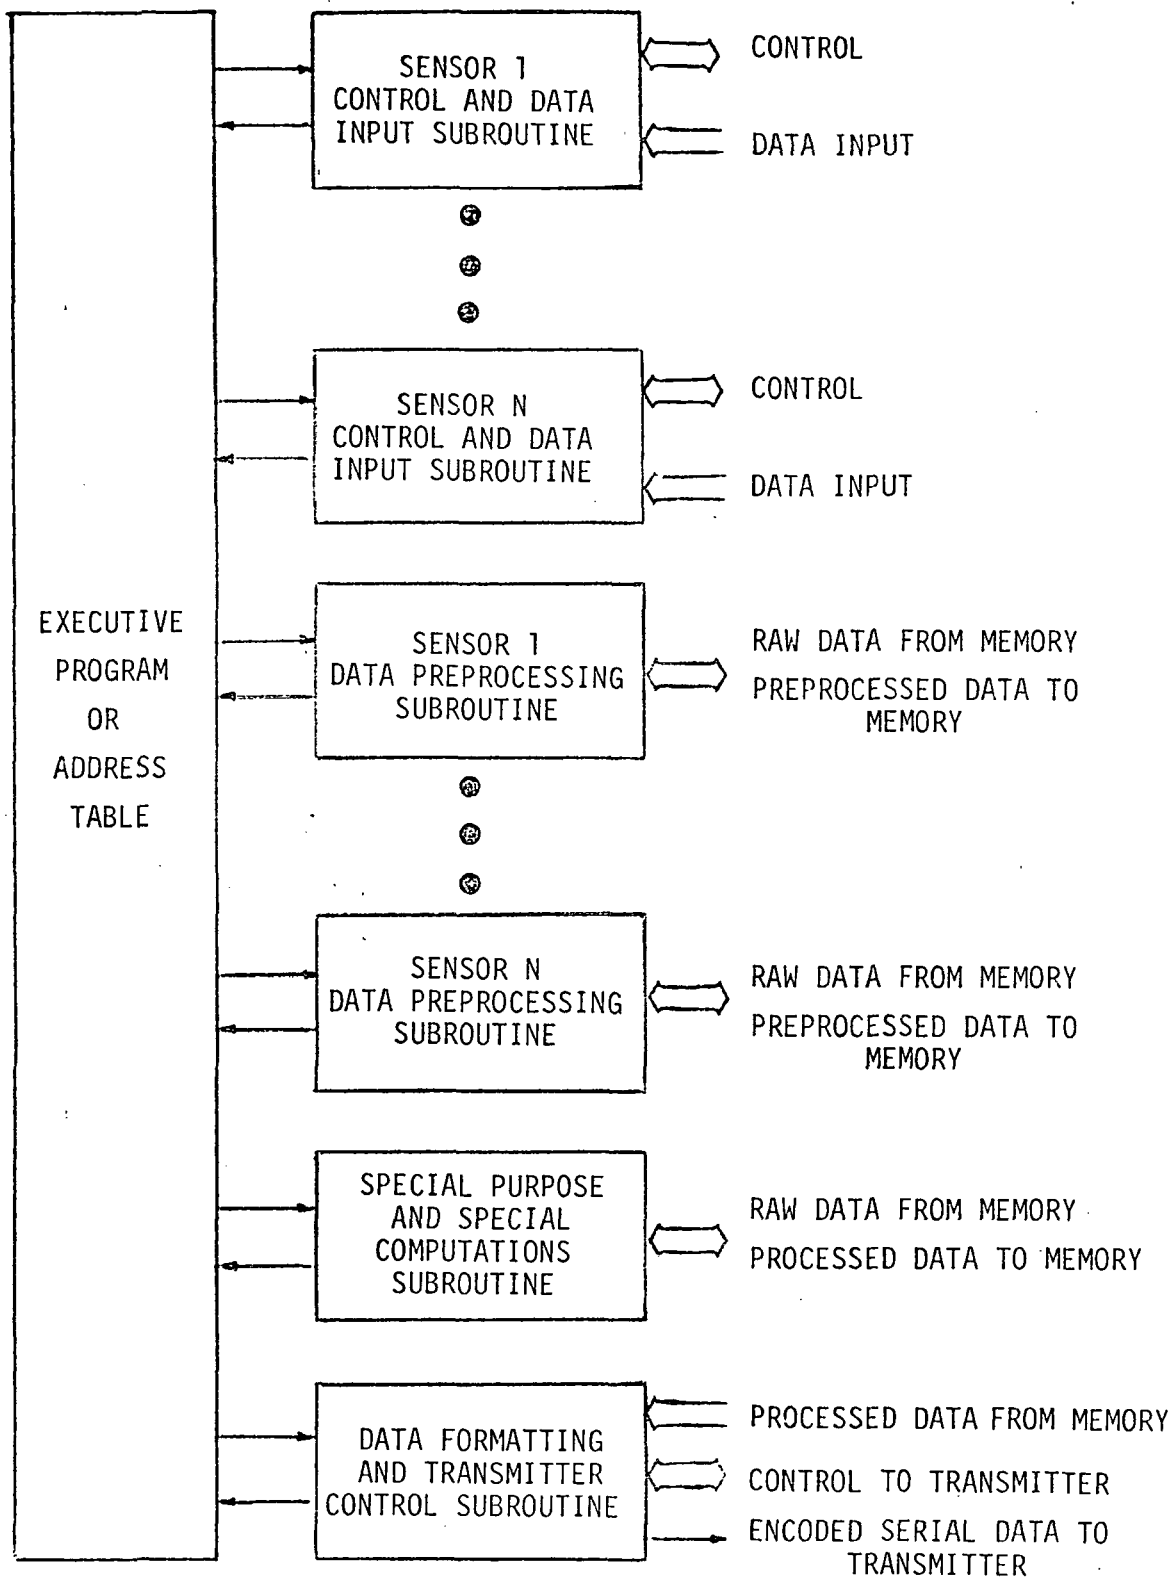 SENSOR 1
CONTROL AND DATA
INPUT SUBROUTINE
CONTROL
DATA INPUT
SENSOR N
CONTROL AND DATA
INPUT SUBROUTINE
CONTROL
DATA INPUT
EXECUTIVE
PROGRAM
OR
ADDRESS
TABLE
SENSOR 1
DATA PREPROCESSING
SUBROUTINE
RAW DATA FROM MEMORY
PREPROCESSED DATA TO
MEMORY
SENSOR N
DATA PREPROCESSING
SUBROUTINE
RAW DATA FROM MEMORY
PREPROCESSED DATA TO
MEMORY
SPECIAL PURPOSE
AND SPECIAL
COMPUTATIONS
SUBROUTINE
RAW DATA FROM MEMORY
PROCESSED DATA TO MEMORY
DATA FORMATTING
AND TRANSMITTER
CONTROL SUBROUTINE
PROCESSED DATA FROM MEMORY
CONTROL TO TRANSMITTER
ENCODED SERIAL DATA TO
TRANSMITTER